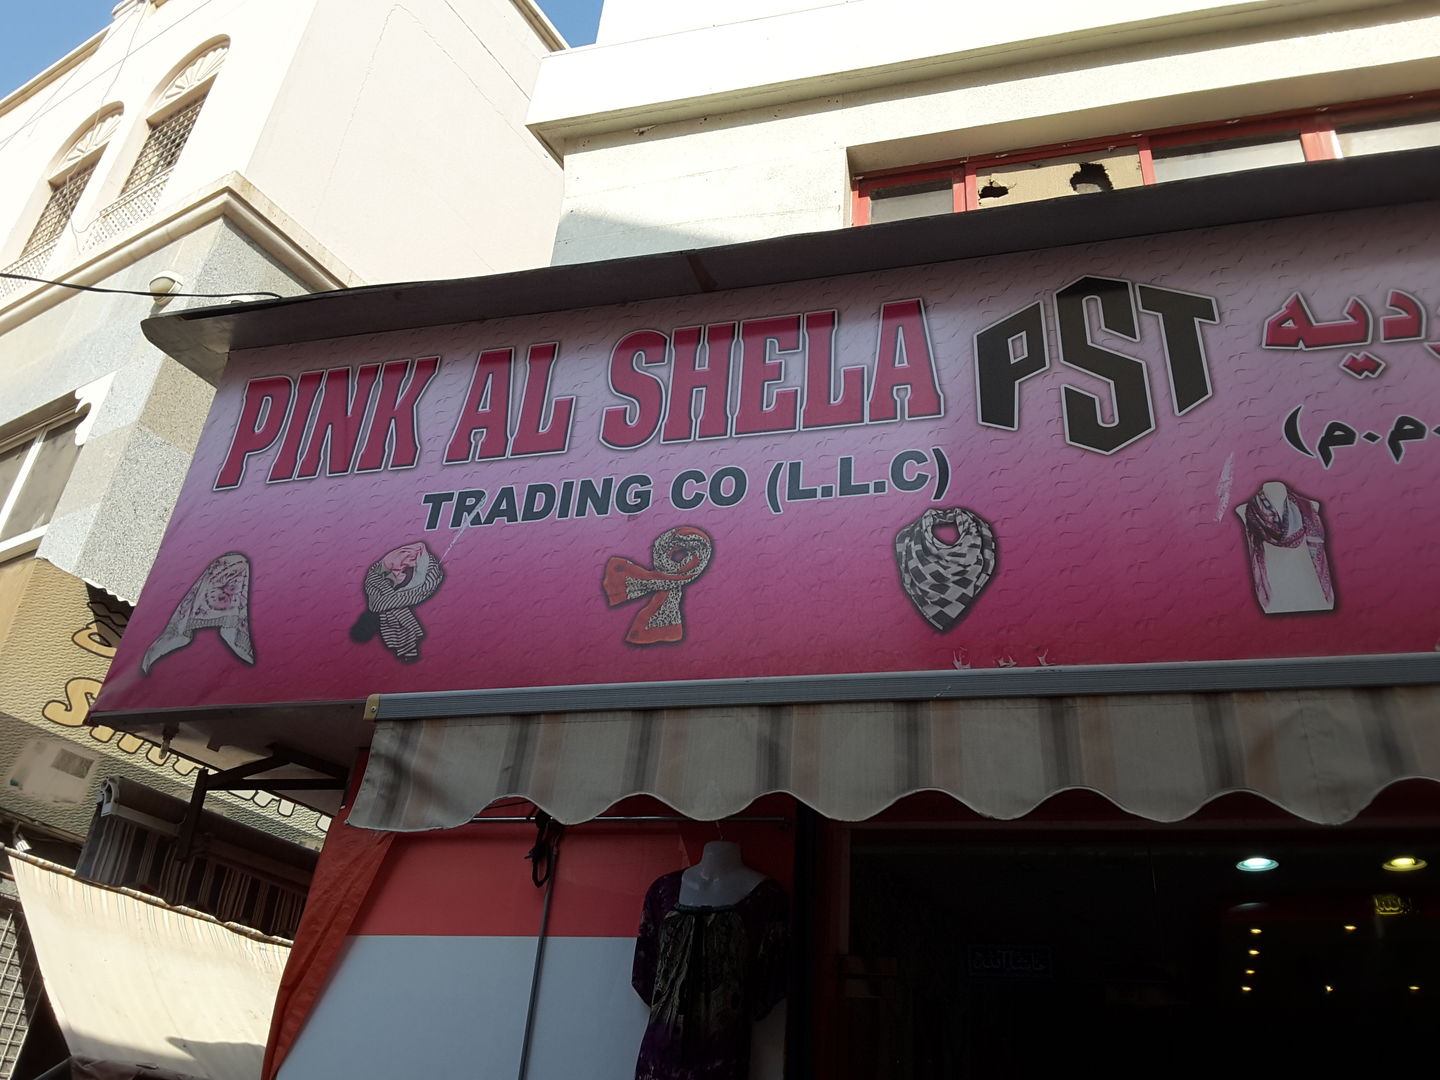 PINK AL SHELA PST
TRADING CO (L.L.C)
م.م)